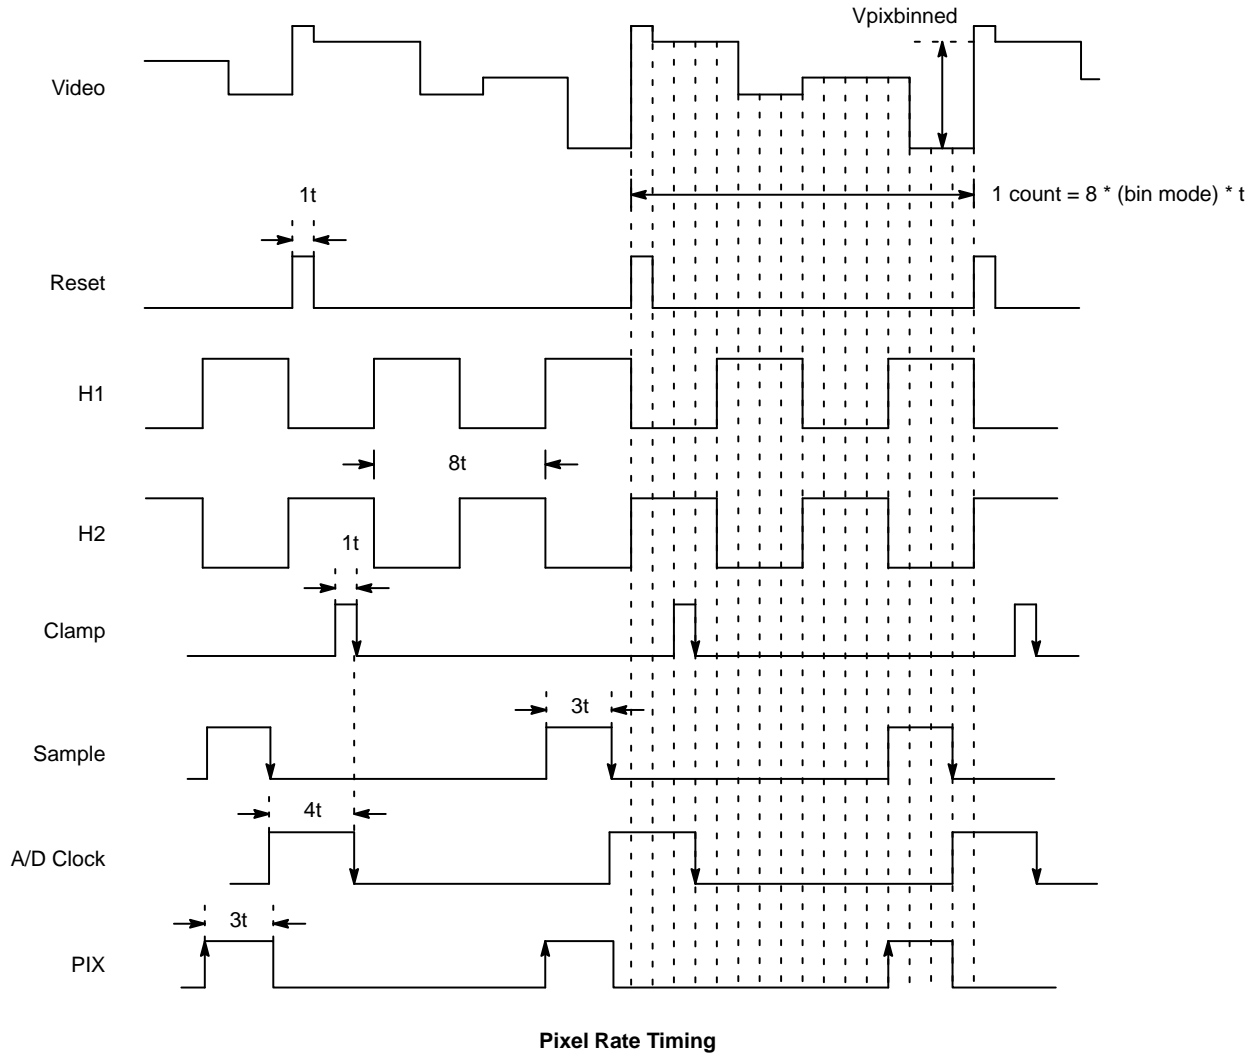 Vpixbinned
Video
1t
1 count = 8 * (bin mode) * t
Reset
H1
8t
H2
1t
Clamp
3t
Sample
4t
A/D Clock
3t
PIX
Pixel Rate Timing